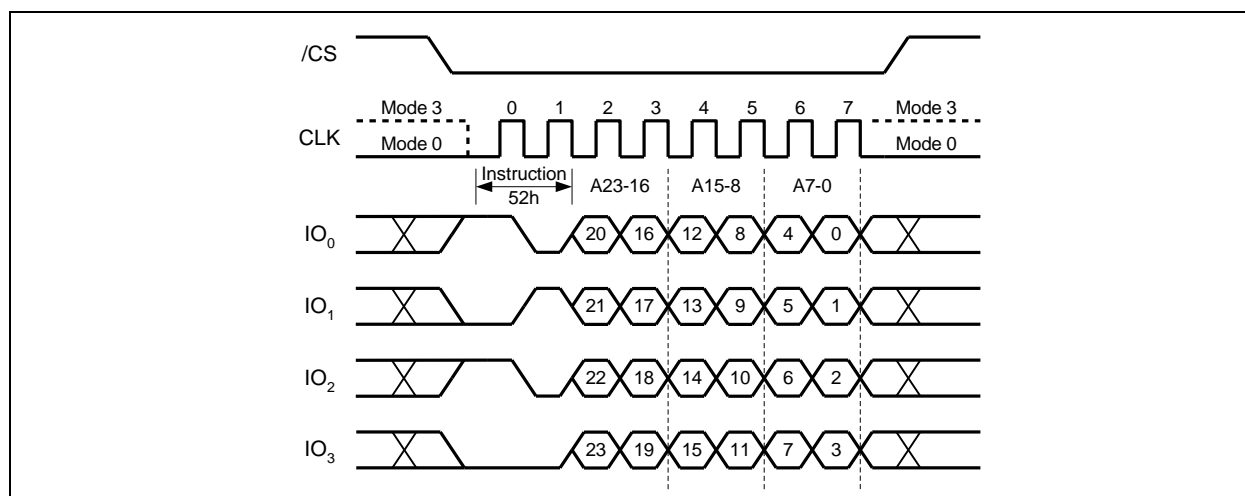 /CS
Mode 3 0 1 2 3 4 5 6 7 Mode 3
CLK
Mode 0 Mode 0
Instruction
52h
A23-16 A15-8 A7-0
IO0 20 16 12 8 4 0
IO1 21 17 13 9 5 1
IO2 22 18 14 10 6 2
IO3 23 19 15 11 7 3